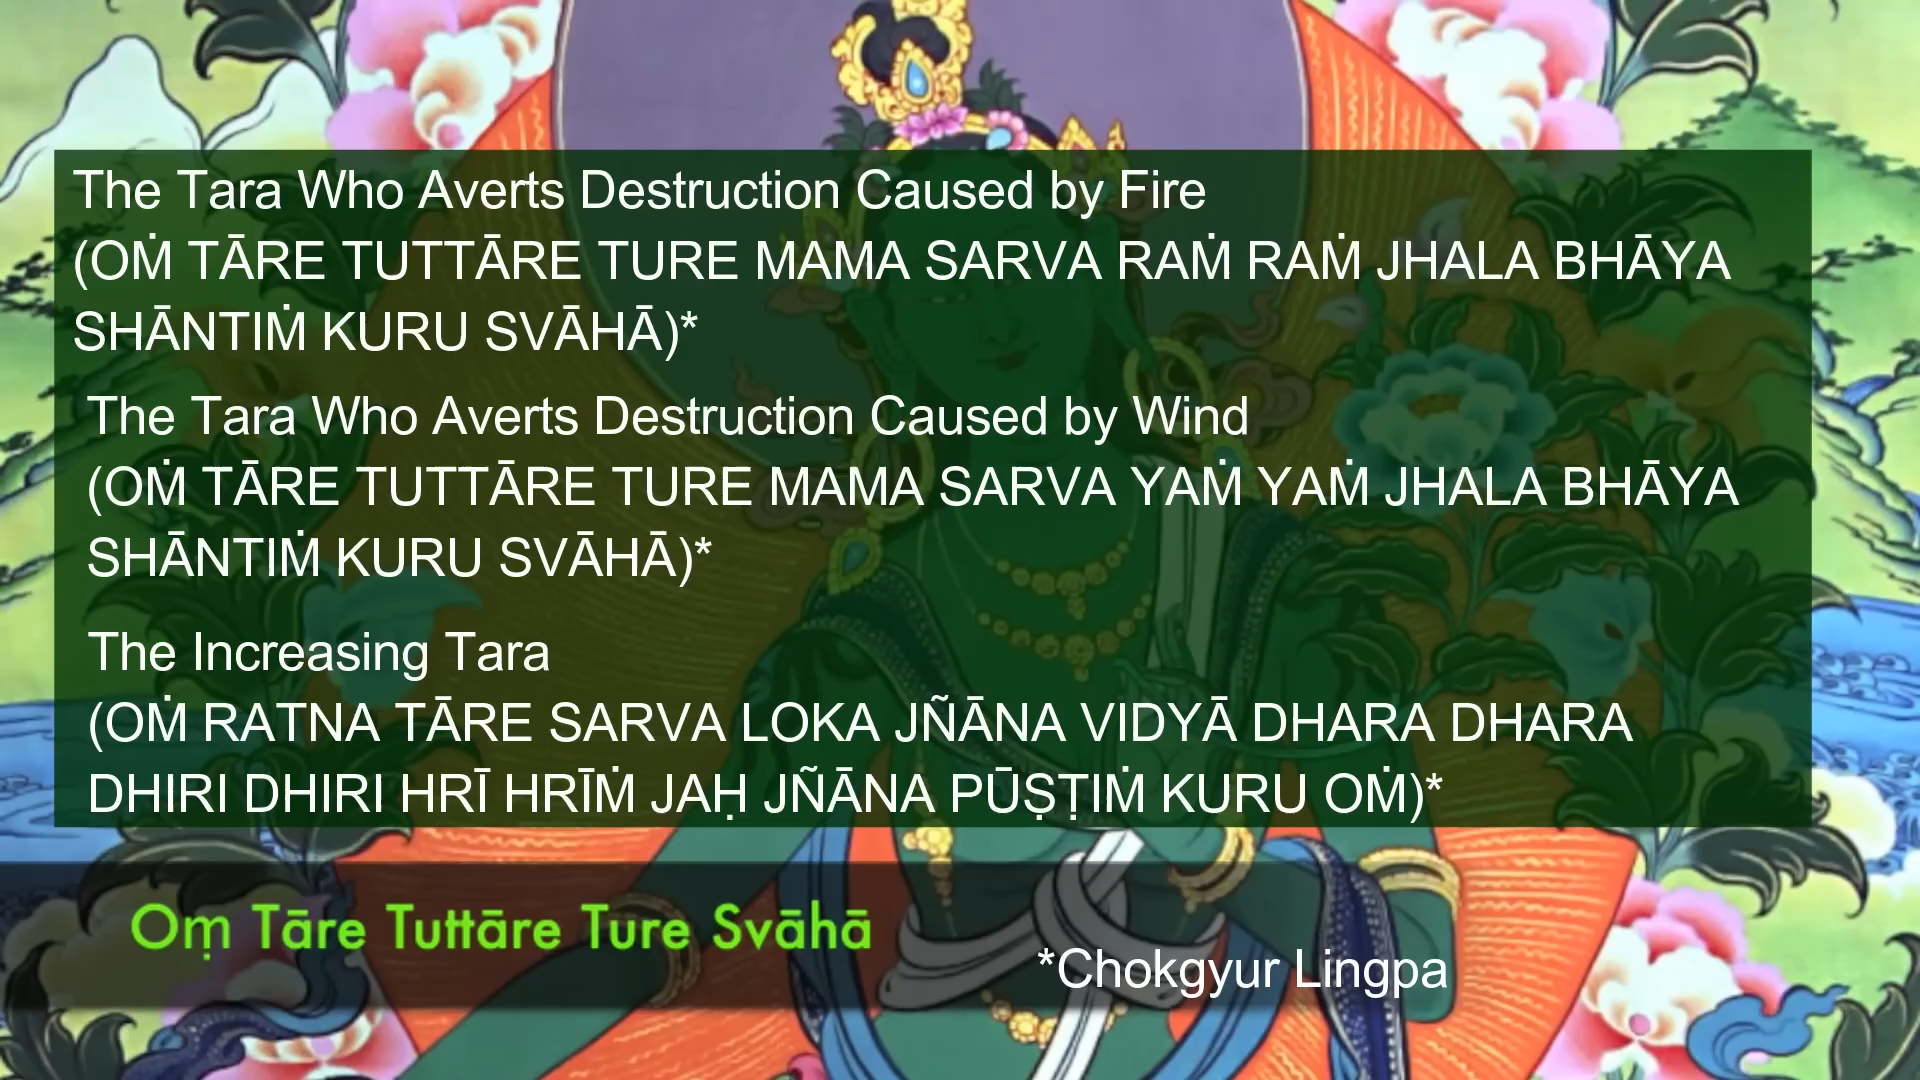 The Tara Who Averts Destruction Caused by Fire
(OṀ TĀRE TUTTĀRE TURE MAMA SARVA RAṀ RAṀ JHALA BHĀYA
SHĀNTIṀ KURU SVĀHĀ)*
The Tara Who Averts Destruction Caused by Wind
(OṀ TĀRE TUTTĀRE TURE MAMA SARVA YAṀ YAṀ JHALA BHĀYA
SHĀNTIṀ KURU SVĀHĀ)*
The Increasing Tara
(OṀ RATNA TĀRE SARVA LOKA JÑĀNA VIDYĀ DHARA DHARA
DHIRI DHIRI HRĪ HRĪṀ JAḤ JÑĀNA PŪṢṬIṀ KURU OṀ)*
Oṃ Tāre Tuttāre Ture Svāhā
*Chokgyur Lingpa